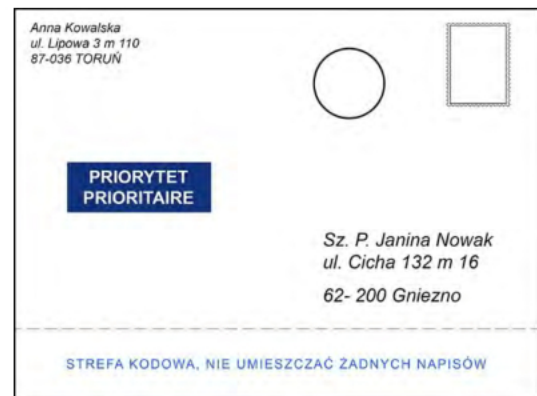 Anna Kowalska
ul. Lipowa 3 m 110
87-036 TORUŃ
PRIORYTET
PRIORITAIRE
Sz. P. Janina Nowak
ul. Cicha 132 m 16
62- 200 Gniezno
STREFA KODOWA, NIE UMIESZCZAĆ ŻADNYCH NAPISÓW